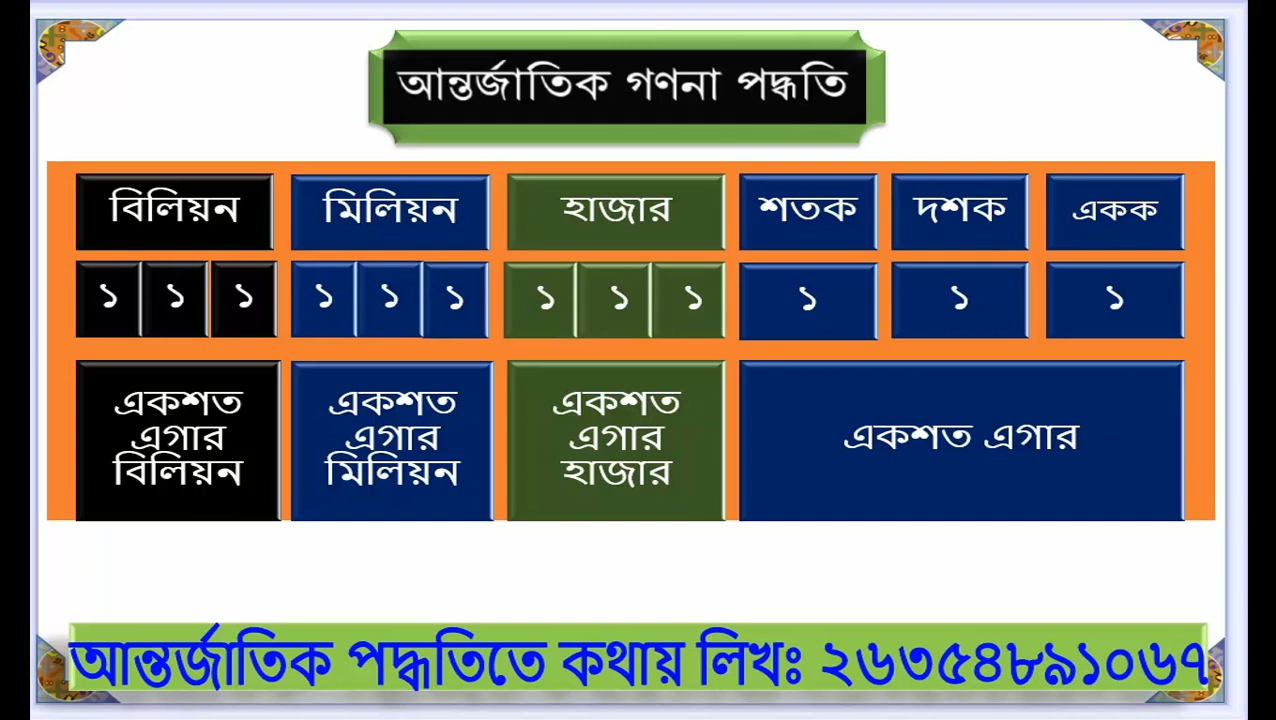 আন্তর্জাতিক গণনা পদ্ধতি
বিলিয়ন মিলিয়ন হাজার শতক দশক একক
১ ১ ১ ১ ১ ১ ১ ১ ১ ১ ১ ১
একশত এগার বিলিয়ন
একশত এগার মিলিয়ন
একশত এগার হাজার
একশত এগার
আন্তর্জাতিক পদ্ধতিতে কথায় লিখঃ ২৬৩৫৪৮৯১০৬৭